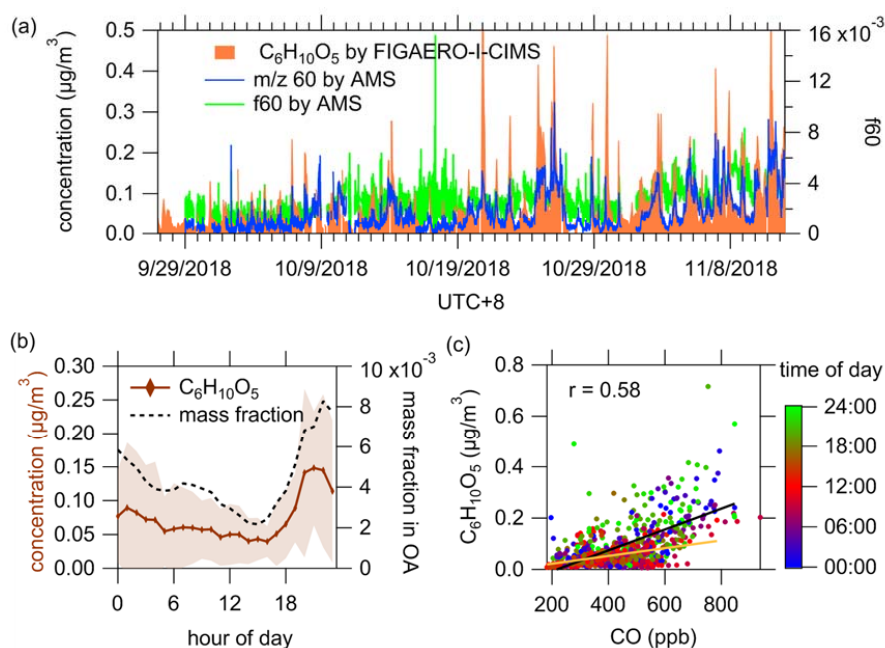 (a)
0.5
0.4
0.3
0.2
0.1
0.0
concentration (µg/m³)
C₆H₁₀O₅ by FIGAERO-I-CIMS
m/z 60 by AMS
f60 by AMS
16 x10⁻³
12
8
4
0
f60
9/29/2018 10/9/2018 10/19/2018 10/29/2018 11/8/2018
UTC+8
(b)
0.30
0.25
0.20
0.15
0.10
0.05
0.00
concentration (µg/m³)
C₆H₁₀O₅
mass fraction
10 x10⁻³
8
6
4
2
0
mass fraction in OA
0 6 12 18
hour of day
(c)
0.8
0.6
0.4
0.2
0.0
C₆H₁₀O₅ (µg/m³)
r = 0.58
200 400 600 800
CO (ppb)
time of day
24:00
18:00
12:00
06:00
00:00